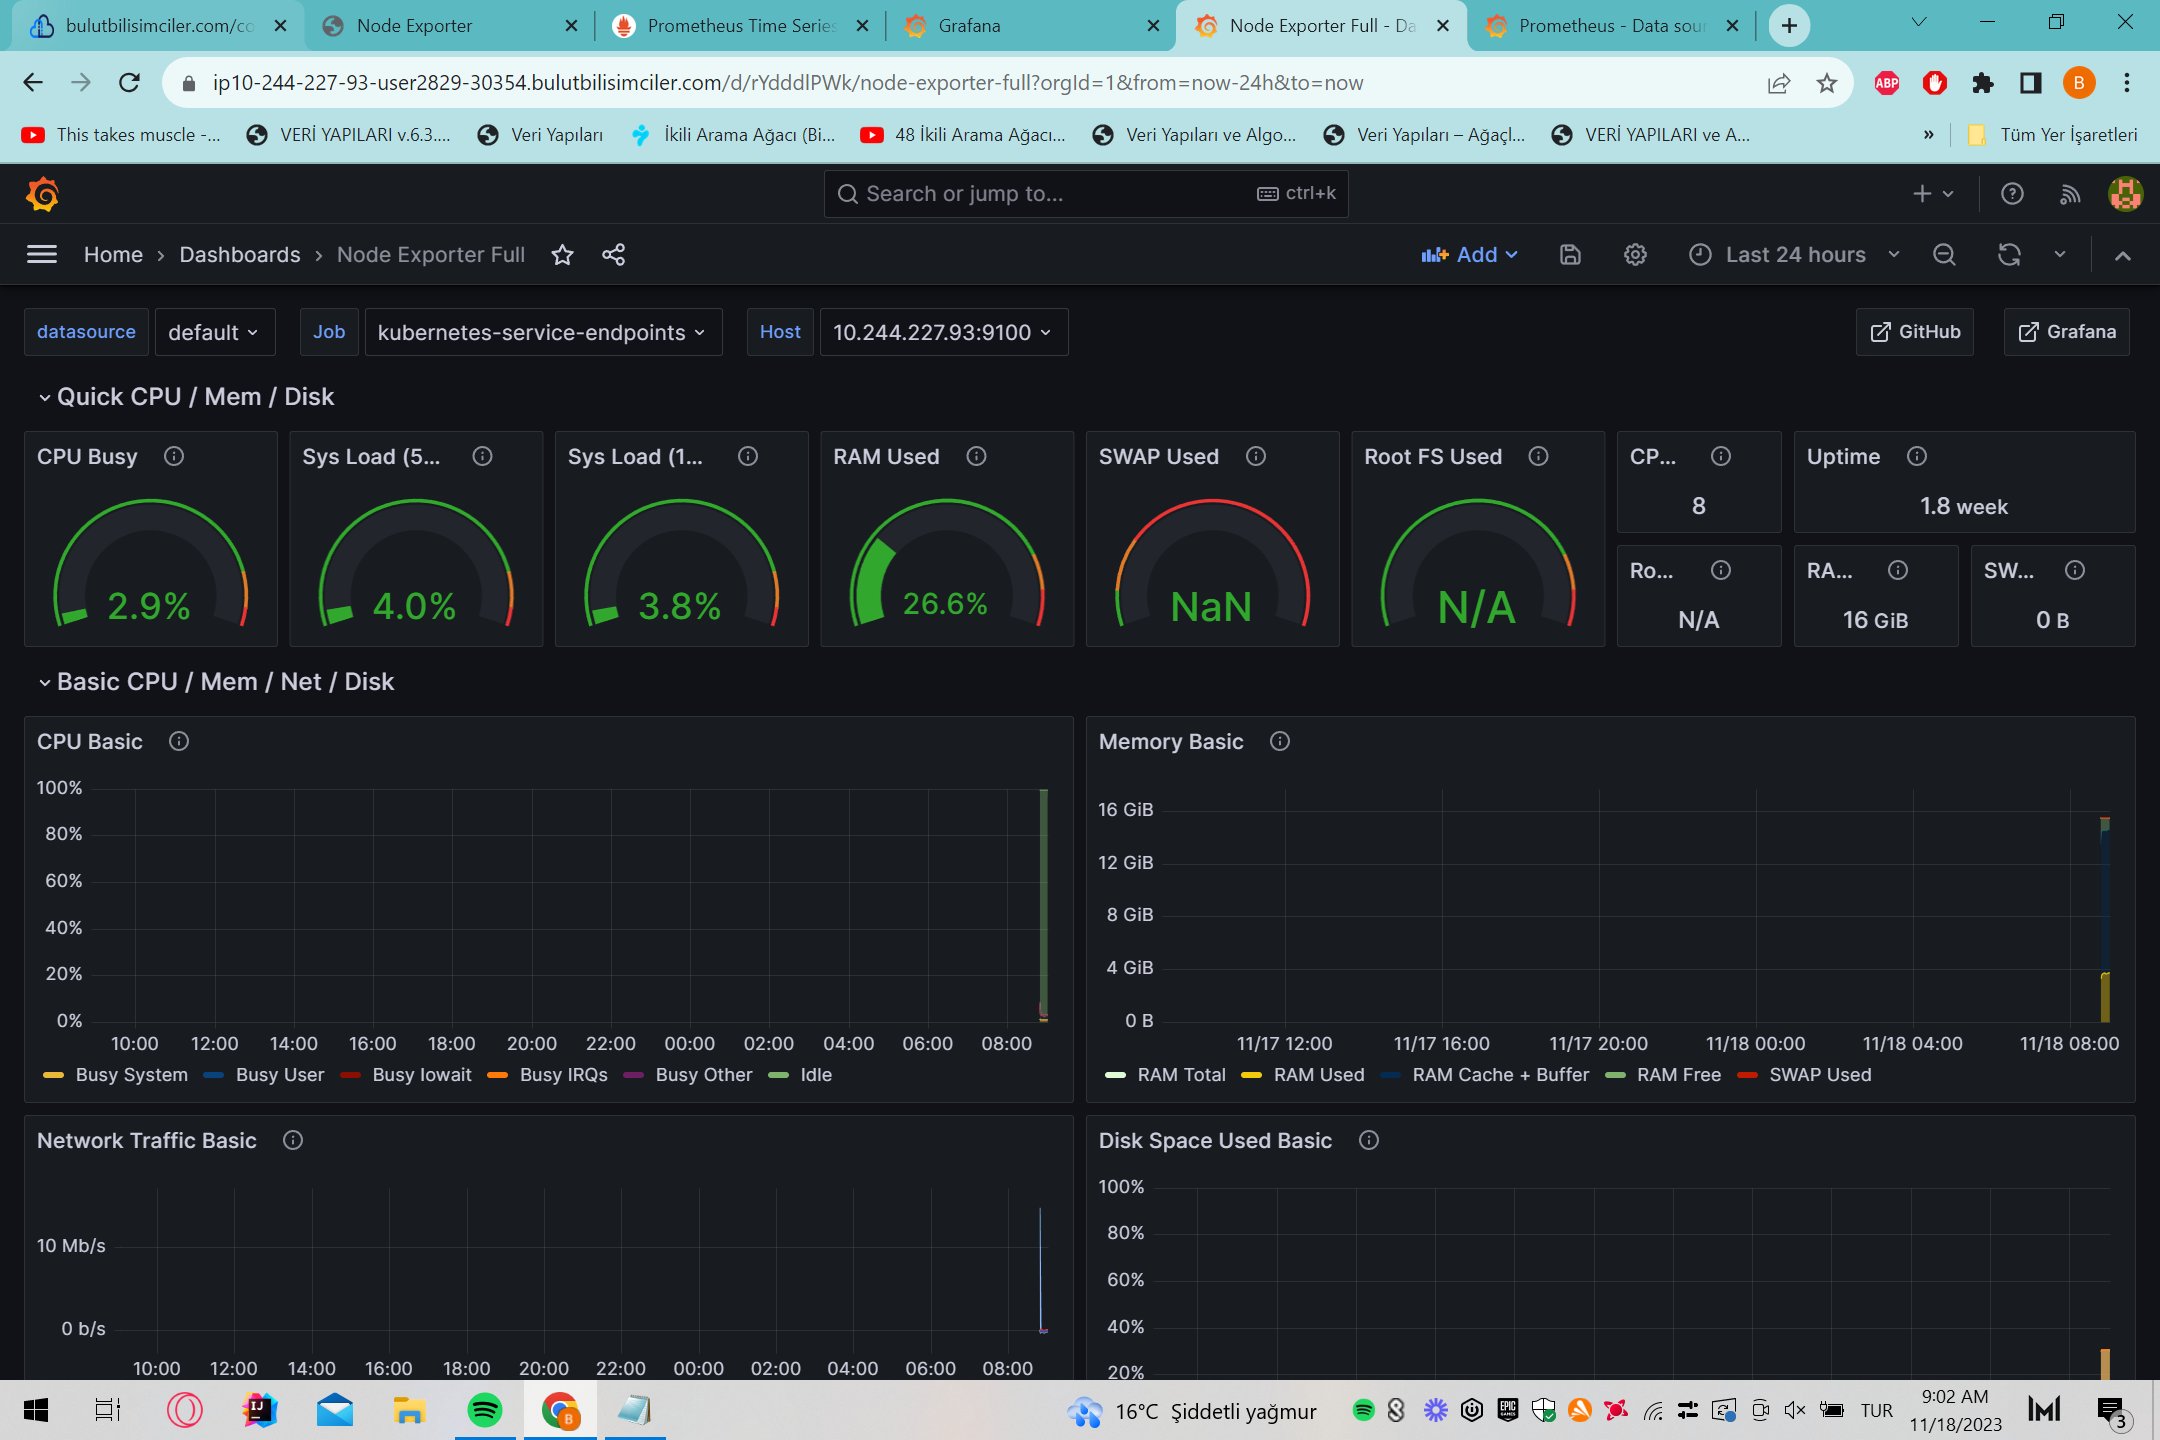 bulutbilisimciler.com/co
Node Exporter
Prometheus Time Series
Grafana
Node Exporter Full - Da
Prometheus - Data sour
ip10-244-227-93-user2829-30354.bulutbilisimciler.com/d/rYdddlPWk/node-exporter-full?orgId=1&from=now-24h&to=now
ABP
B
This takes muscle -...
VERİ YAPILARI v.6.3....
Veri Yapıları
İkili Arama Ağacı (Bi...
48 İkili Arama Ağacı...
Veri Yapıları ve Algo...
Veri Yapıları – Ağaçl...
VERİ YAPILARI ve A...
»
Tüm Yer İşaretleri
Search or jump to...
ctrl+k
Home › Dashboards › Node Exporter Full
Add
Last 24 hours
datasource default Job kubernetes-service-endpoints Host 10.244.227.93:9100
GitHub
Grafana
Quick CPU / Mem / Disk
CPU Busy
2.9%
Sys Load (5...
4.0%
Sys Load (1...
3.8%
RAM Used
26.6%
SWAP Used
NaN
Root FS Used
N/A
CP...
8
Uptime
1.8 week
Ro...
N/A
RA...
16 GiB
SW...
0 B
Basic CPU / Mem / Net / Disk
CPU Basic
100%
80%
60%
40%
20%
0%
10:00 12:00 14:00 16:00 18:00 20:00 22:00 00:00 02:00 04:00 06:00 08:00
Busy System Busy User Busy Iowait Busy IRQs Busy Other Idle
Memory Basic
16 GiB
12 GiB
8 GiB
4 GiB
0 B
11/17 12:00 11/17 16:00 11/17 20:00 11/18 00:00 11/18 04:00 11/18 08:00
RAM Total RAM Used RAM Cache + Buffer RAM Free SWAP Used
Network Traffic Basic
10 Mb/s
0 b/s
10:00 12:00 14:00 16:00 18:00 20:00 22:00 00:00 02:00 04:00 06:00 08:00
Disk Space Used Basic
100%
80%
60%
40%
20%
IJ
B
16°C Şiddetli yağmur
EPIC GAMES
TUR
9:02 AM
11/18/2023
3